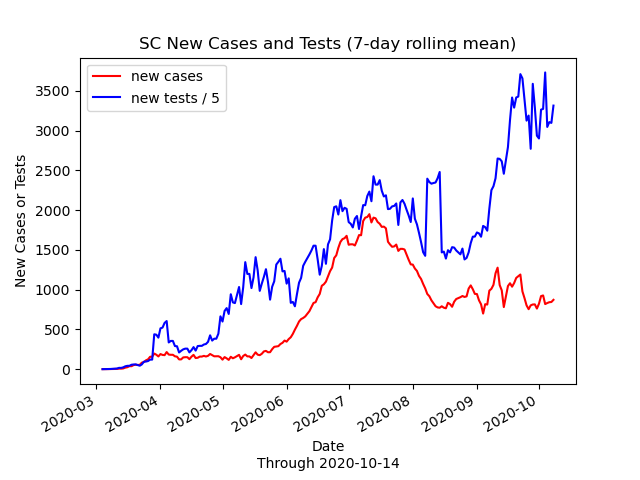 SC New Cases and Tests (7-day rolling mean)
new cases
new tests / 5
New Cases or Tests
3500
3000
2500
2000
1500
1000
500
0
2020-03
2020-04
2020-05
2020-06
2020-07
2020-08
2020-09
2020-10
Date
Through 2020-10-14